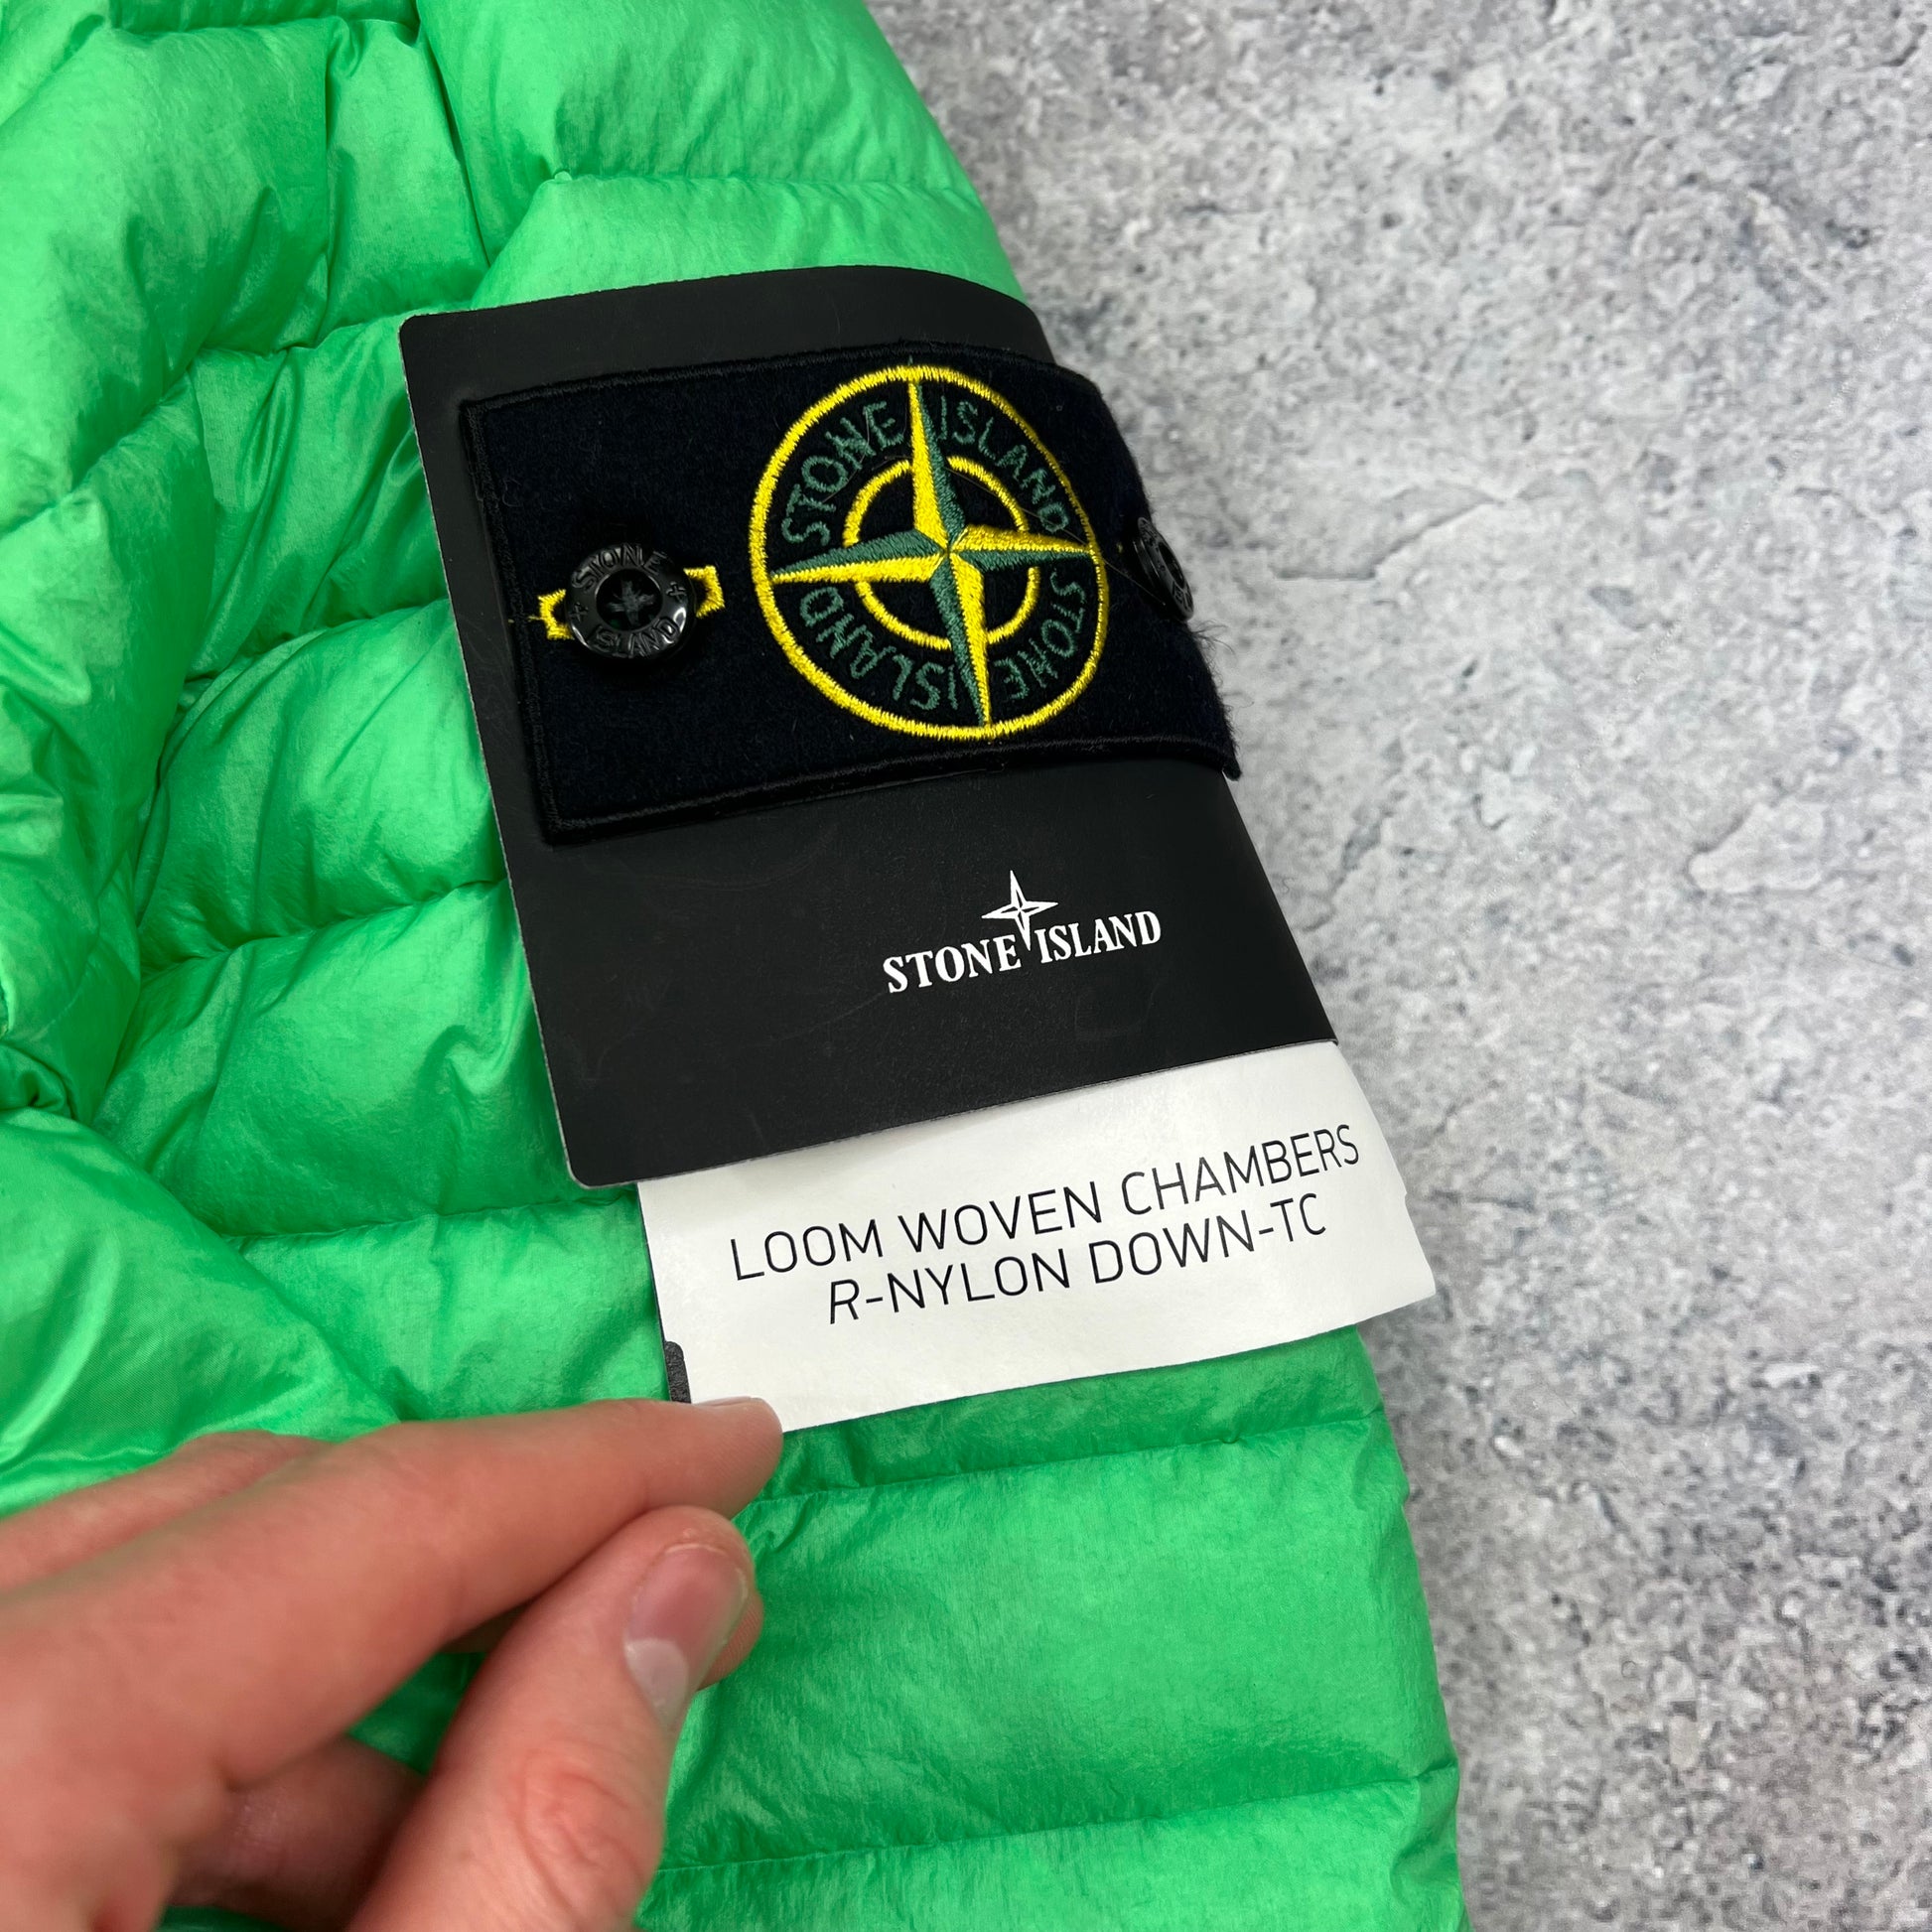 STONE ISLAND
STONE ISLAND
STONE
ISLAND
STONE ISLAND
LOOM WOVEN CHAMBERS
R-NYLON DOWN-TC